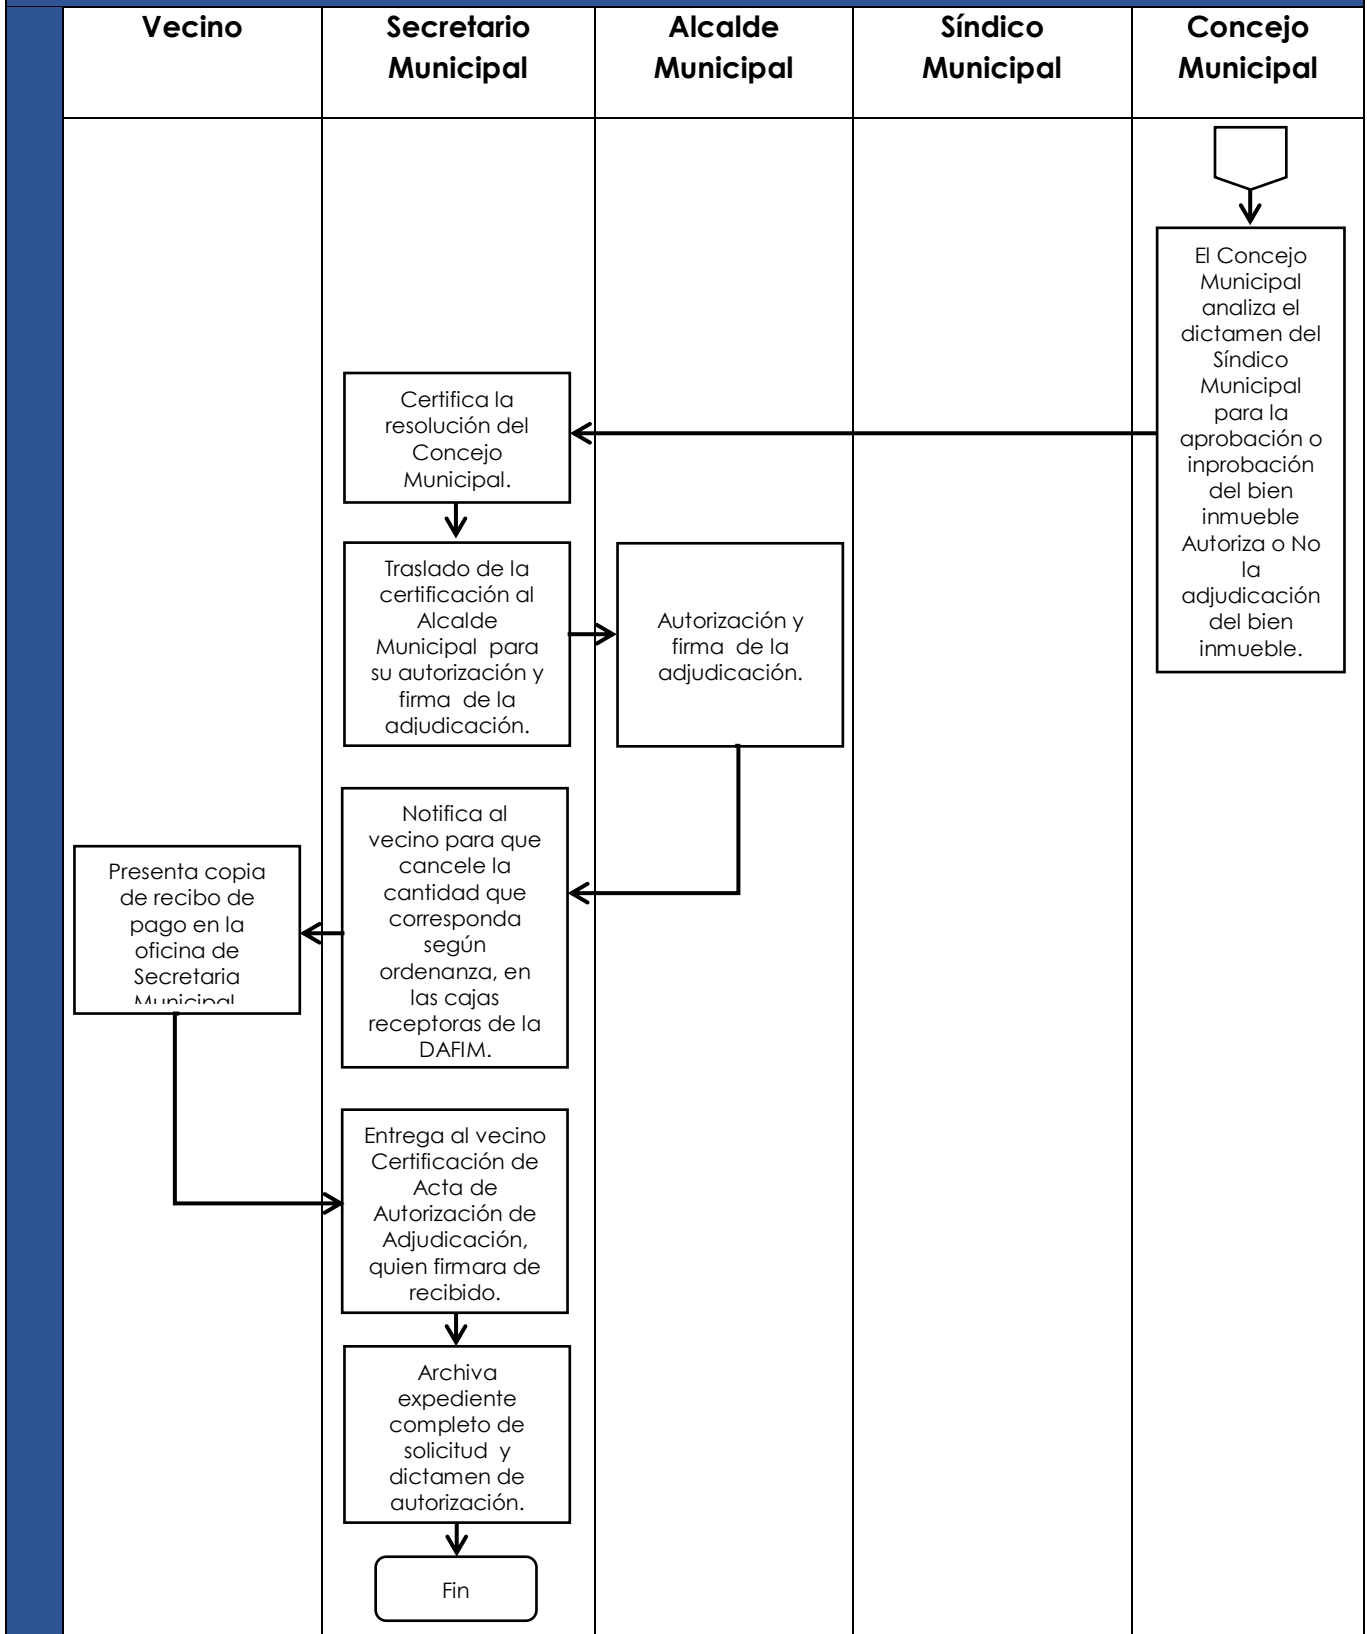 Vecino
Secretario
Municipal
Alcalde
Municipal
Síndico
Municipal
Concejo
Municipal
El Concejo
Municipal
analiza el
dictamen del
Síndico
Municipal
para la
aprobación o
inprobación
del bien
inmueble
Autoriza o No
la
adjudicación
del bien
inmueble.
Certifica la
resolución del
Concejo
Municipal.
Traslado de la
certificación al
Alcalde
Municipal para
su autorización y
firma de la
adjudicación.
Autorización y
firma de la
adjudicación.
Notifica al
vecino para que
cancele la
cantidad que
corresponda
según
ordenanza, en
las cajas
receptoras de la
DAFIM.
Presenta copia
de recibo de
pago en la
oficina de
Secretaria
Municipal
Entrega al vecino
Certificación de
Acta de
Autorización de
Adjudicación,
quien firmara de
recibido.
Archiva
expediente
completo de
solicitud y
dictamen de
autorización.
Fin